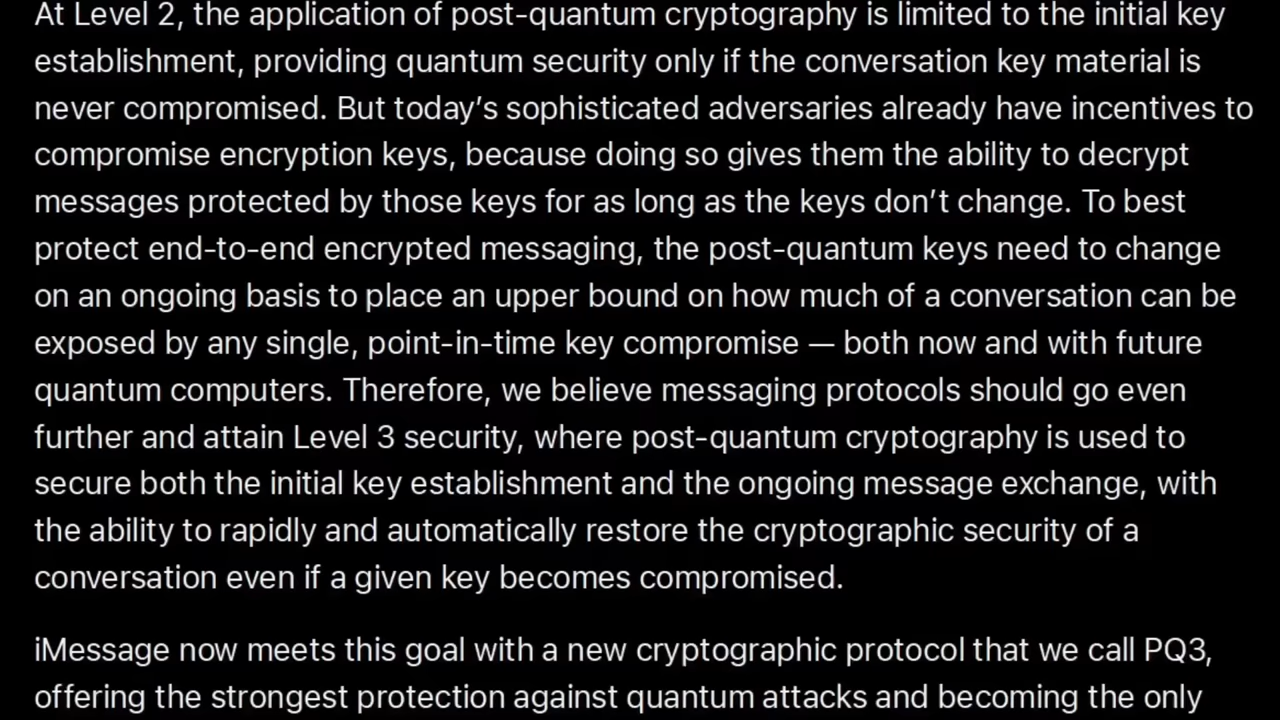 At Level 2, the application of post-quantum cryptography is limited to the initial key
establishment, providing quantum security only if the conversation key material is
never compromised. But today’s sophisticated adversaries already have incentives to
compromise encryption keys, because doing so gives them the ability to decrypt
messages protected by those keys for as long as the keys don’t change. To best
protect end-to-end encrypted messaging, the post-quantum keys need to change
on an ongoing basis to place an upper bound on how much of a conversation can be
exposed by any single, point-in-time key compromise — both now and with future
quantum computers. Therefore, we believe messaging protocols should go even
further and attain Level 3 security, where post-quantum cryptography is used to
secure both the initial key establishment and the ongoing message exchange, with
the ability to rapidly and automatically restore the cryptographic security of a
conversation even if a given key becomes compromised.
iMessage now meets this goal with a new cryptographic protocol that we call PQ3,
offering the strongest protection against quantum attacks and becoming the only